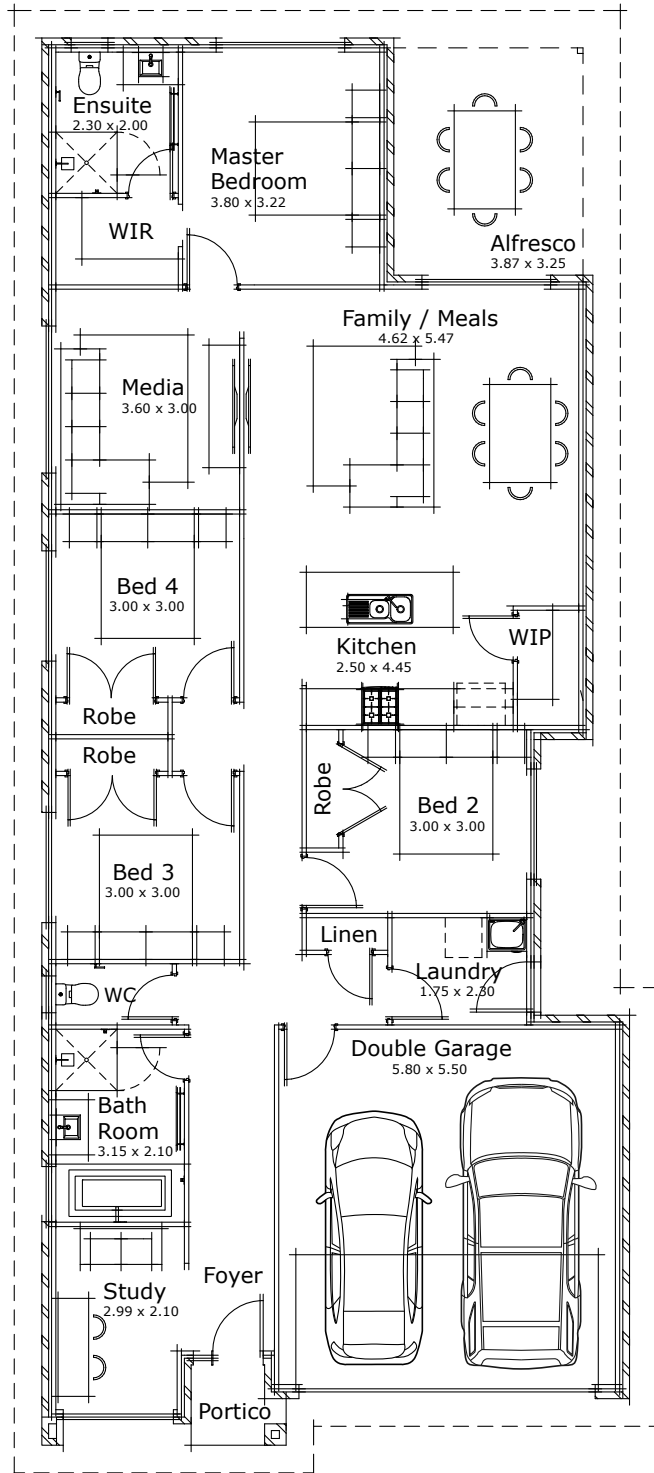 Ensuite
2.30 x 2.00
Master
Bedroom
3.80 x 3.22
WIR
Alfresco
3.87 x 3.25
Family / Meals
4.62 x 5.47
Media
3.60 x 3.00
Bed 4
3.00 x 3.00
Kitchen
2.50 x 4.45
WIP
Robe
Robe
Robe
Bed 2
3.00 x 3.00
Bed 3
3.00 x 3.00
Linen
Laundry
1.75 x 2.30
WC
Double Garage
5.80 x 5.50
Bath
Room
3.15 x 2.10
Foyer
Study
2.99 x 2.10
Portico